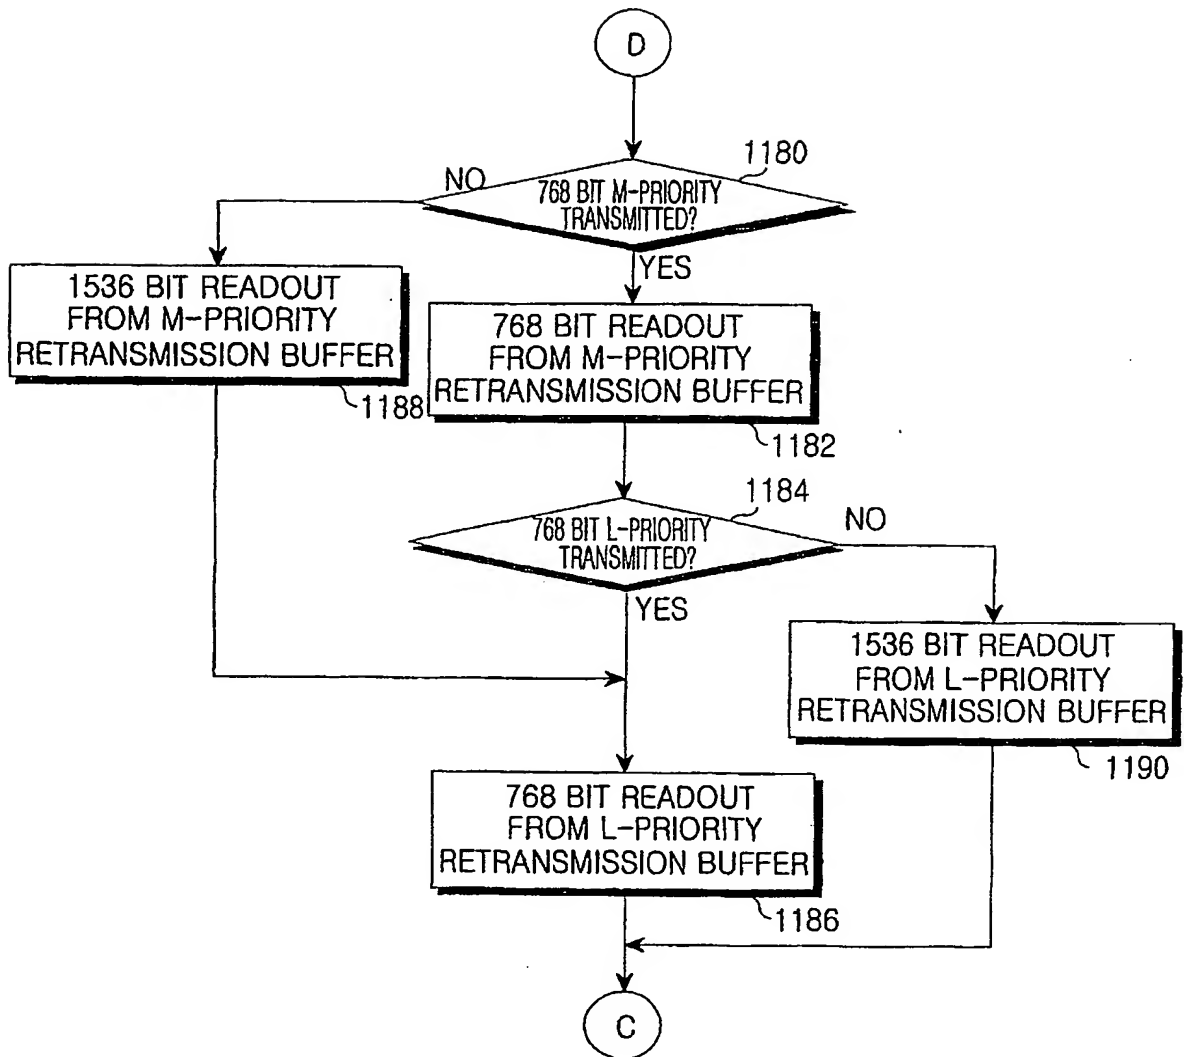 D
1180
NO
768 BIT M-PRIORITY
TRANSMITTED?
YES
1536 BIT READOUT
FROM M-PRIORITY
RETRANSMISSION BUFFER
1188
768 BIT READOUT
FROM M-PRIORITY
RETRANSMISSION BUFFER
1182
1184
768 BIT L-PRIORITY
TRANSMITTED?
NO
YES
1536 BIT READOUT
FROM L-PRIORITY
RETRANSMISSION BUFFER
1190
768 BIT READOUT
FROM L-PRIORITY
RETRANSMISSION BUFFER
1186
C